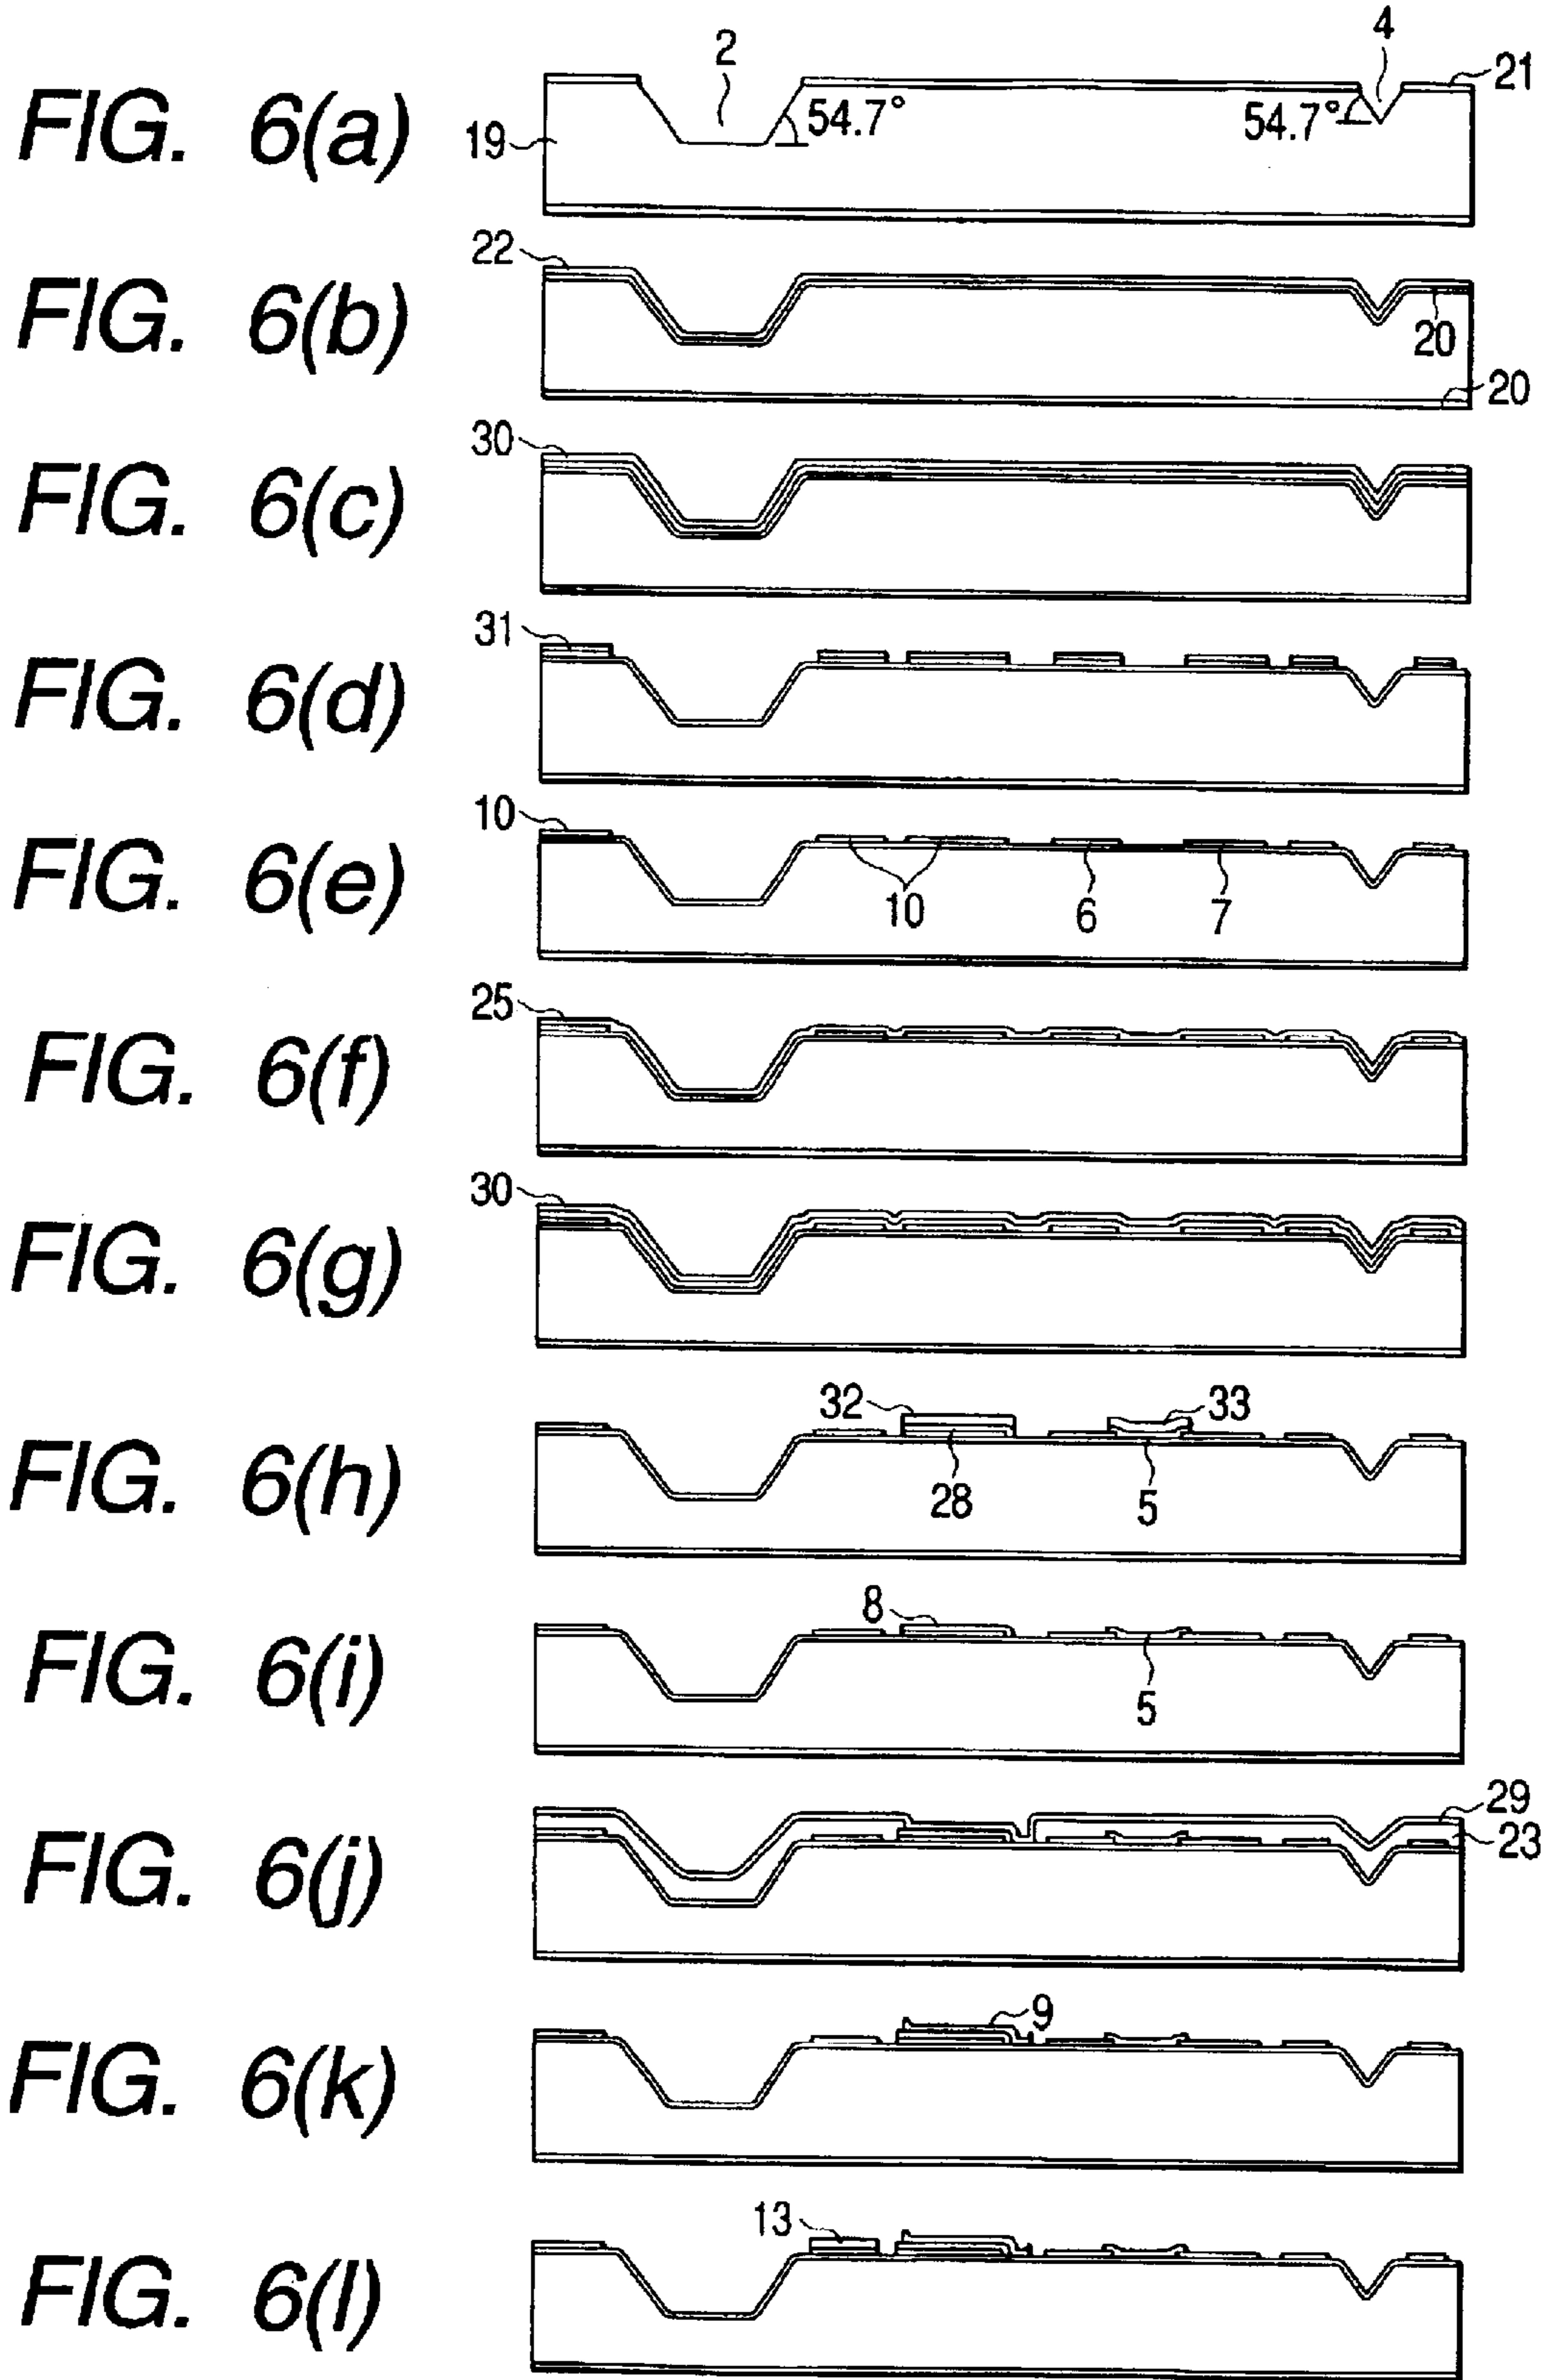 FIG. 6(a)
2
4
21
19
54.7°
54.7°
FIG. 6(b)
22
20
20
FIG. 6(c)
30
FIG. 6(d)
31
FIG. 6(e)
10
10
6
7
FIG. 6(f)
25
FIG. 6(g)
30
FIG. 6(h)
32
33
28
5
FIG. 6(i)
8
5
FIG. 6(j)
29
23
FIG. 6(k)
9
FIG. 6(l)
13